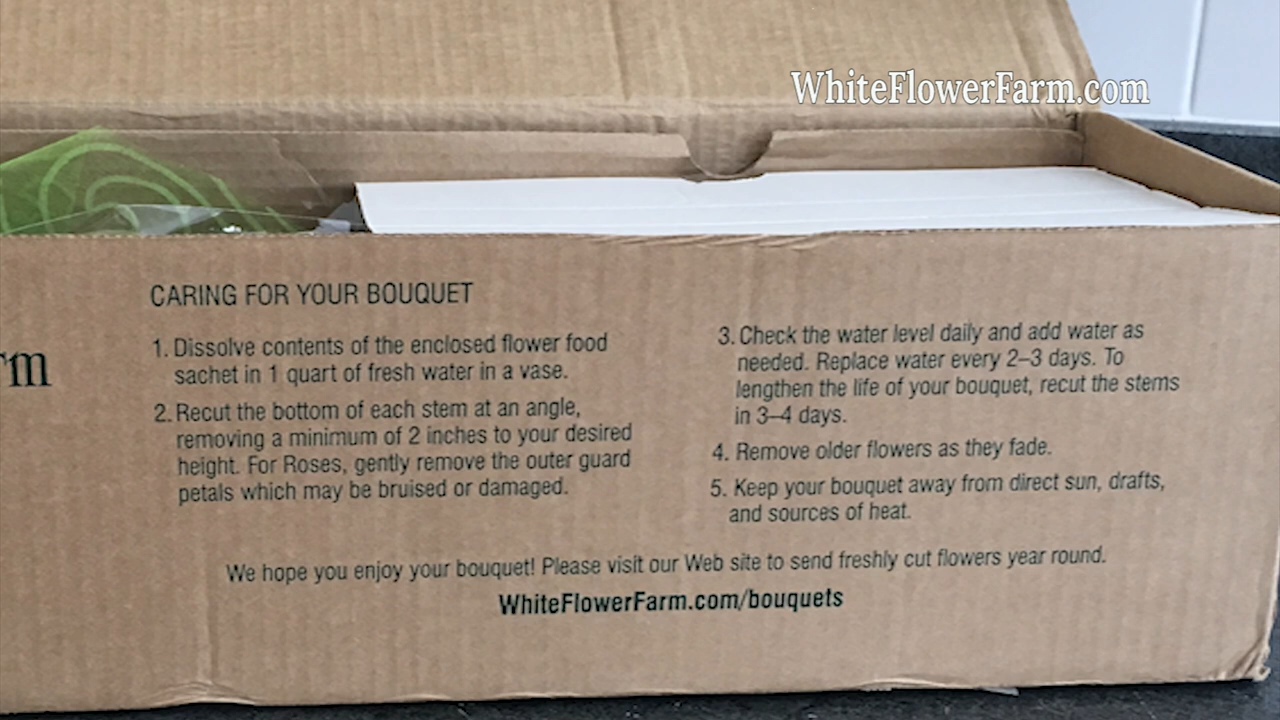 WhiteFlowerFarm.com
rm
CARING FOR YOUR BOUQUET
1. Dissolve contents of the enclosed flower food
sachet in 1 quart of fresh water in a vase.
2. Recut the bottom of each stem at an angle,
removing a minimum of 2 inches to your desired
height. For Roses, gently remove the outer guard
petals which may be bruised or damaged.
3. Check the water level daily and add water as
needed. Replace water every 2–3 days. To
lengthen the life of your bouquet, recut the stems
in 3–4 days.
4. Remove older flowers as they fade.
5. Keep your bouquet away from direct sun, drafts,
and sources of heat.
We hope you enjoy your bouquet! Please visit our Web site to send freshly cut flowers year round.
WhiteFlowerFarm.com/bouquets